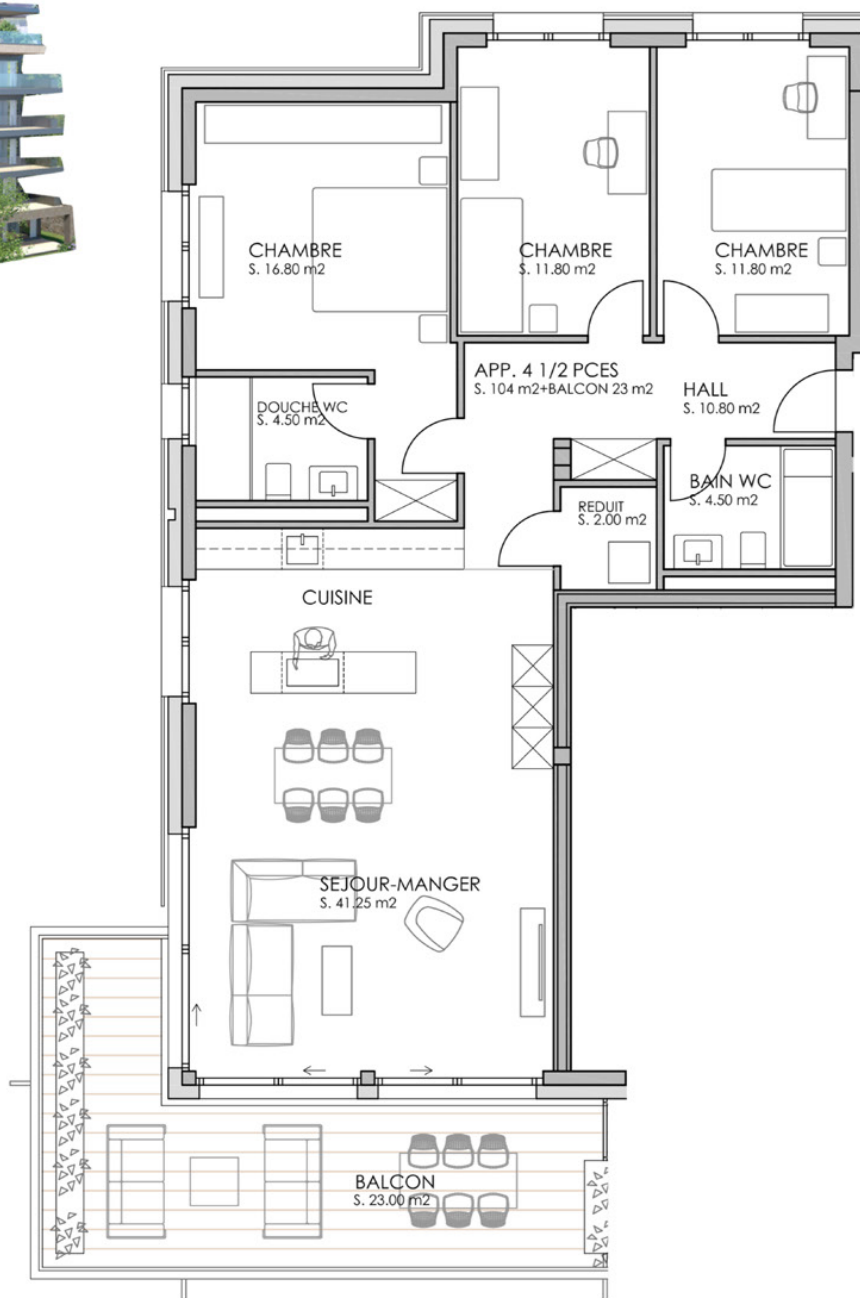 CHAMBRE
S. 16.80 m2
CHAMBRE
S. 11.80 m2
CHAMBRE
S. 11.80 m2
APP. 4 1/2 PCES
S. 104 m2+BALCON 23 m2
HALL
S. 10.80 m2
DOUCHE WC
S. 4.50 m2
BAIN WC
S. 4.50 m2
REDUIT
S. 2.00 m2
CUISINE
SEJOUR-MANGER
S. 41.25 m2
BALCON
S. 23.00 m2